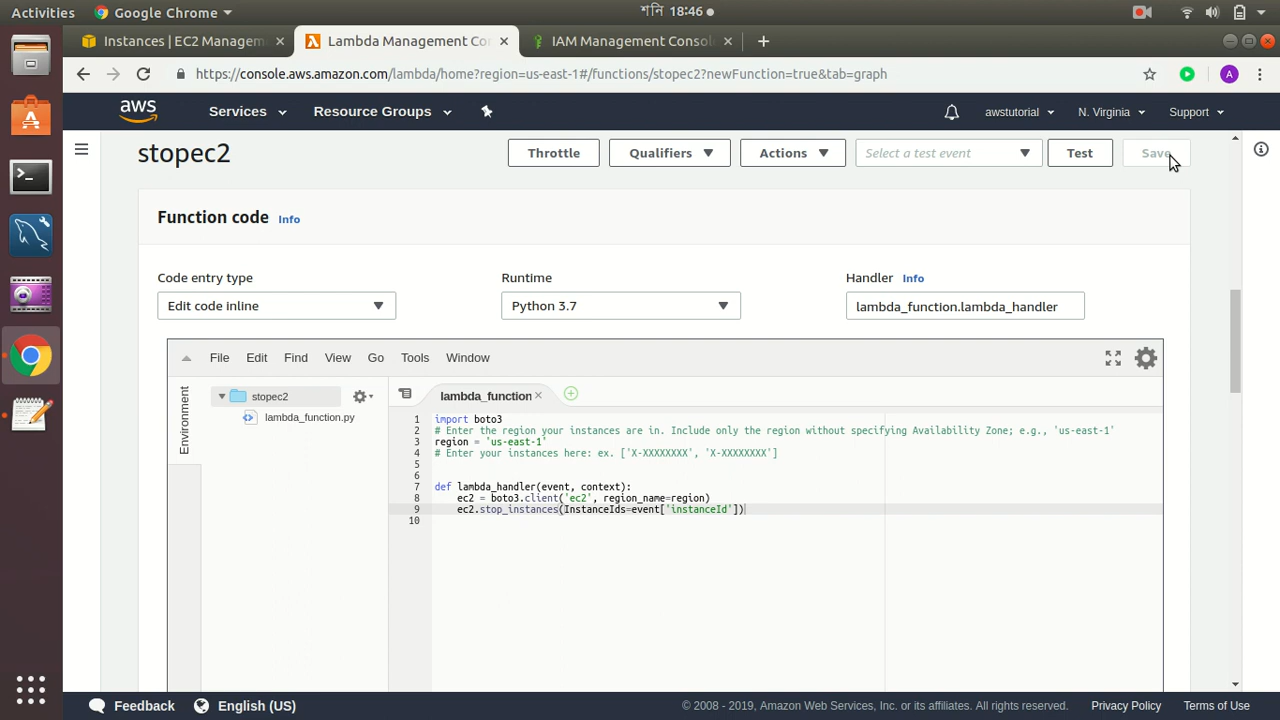 Activities Google Chrome শনি 18:46
Instances | EC2 Managem
Lambda Management Co
IAM Management Consol
https://console.aws.amazon.com/lambda/home?region=us-east-1#/functions/stopec2?newFunction=true&tab=graph
A
aws Services Resource Groups awstutorial N. Virginia Support
stopec2 Throttle Qualifiers Actions Select a test event Test Save
Function code Info
Code entry type Runtime Handler Info
Edit code inline Python 3.7 lambda_function.lambda_handler
File Edit Find View Go Tools Window
Environment
stopec2
lambda_function.py
lambda_function
1 import boto3
2 # Enter the region your instances are in. Include only the region without specifying Availability Zone; e.g., 'us-east-1'
3 region = 'us-east-1'
4 # Enter your instances here: ex. ['X-XXXXXXXX', 'X-XXXXXXXX']
5
6
7 def lambda_handler(event, context):
8 ec2 = boto3.client('ec2', region_name=region)
9 ec2.stop_instances(InstanceIds=event['instanceId'])
10
Feedback English (US) © 2008 - 2019, Amazon Web Services, Inc. or its affiliates. All rights reserved. Privacy Policy Terms of Use